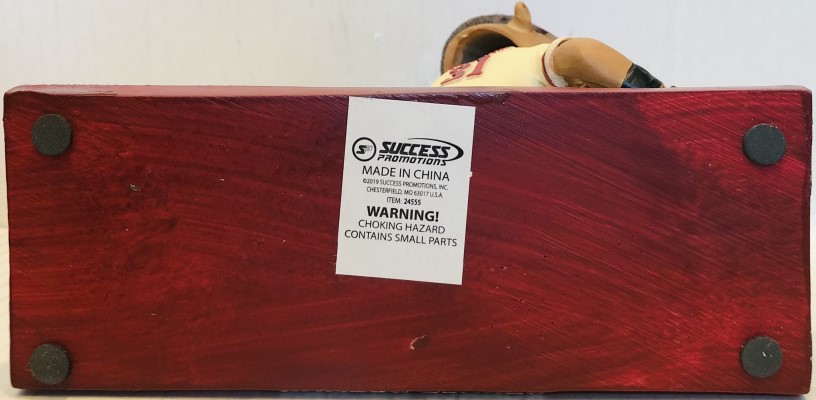 SUCCESS
PROMOTIONS
MADE IN CHINA
©2019 SUCCESS PROMOTIONS, INC.
CHESTERFIELD, MO 63017 U.S.A.
ITEM: 24555
WARNING!
CHOKING HAZARD
CONTAINS SMALL PARTS